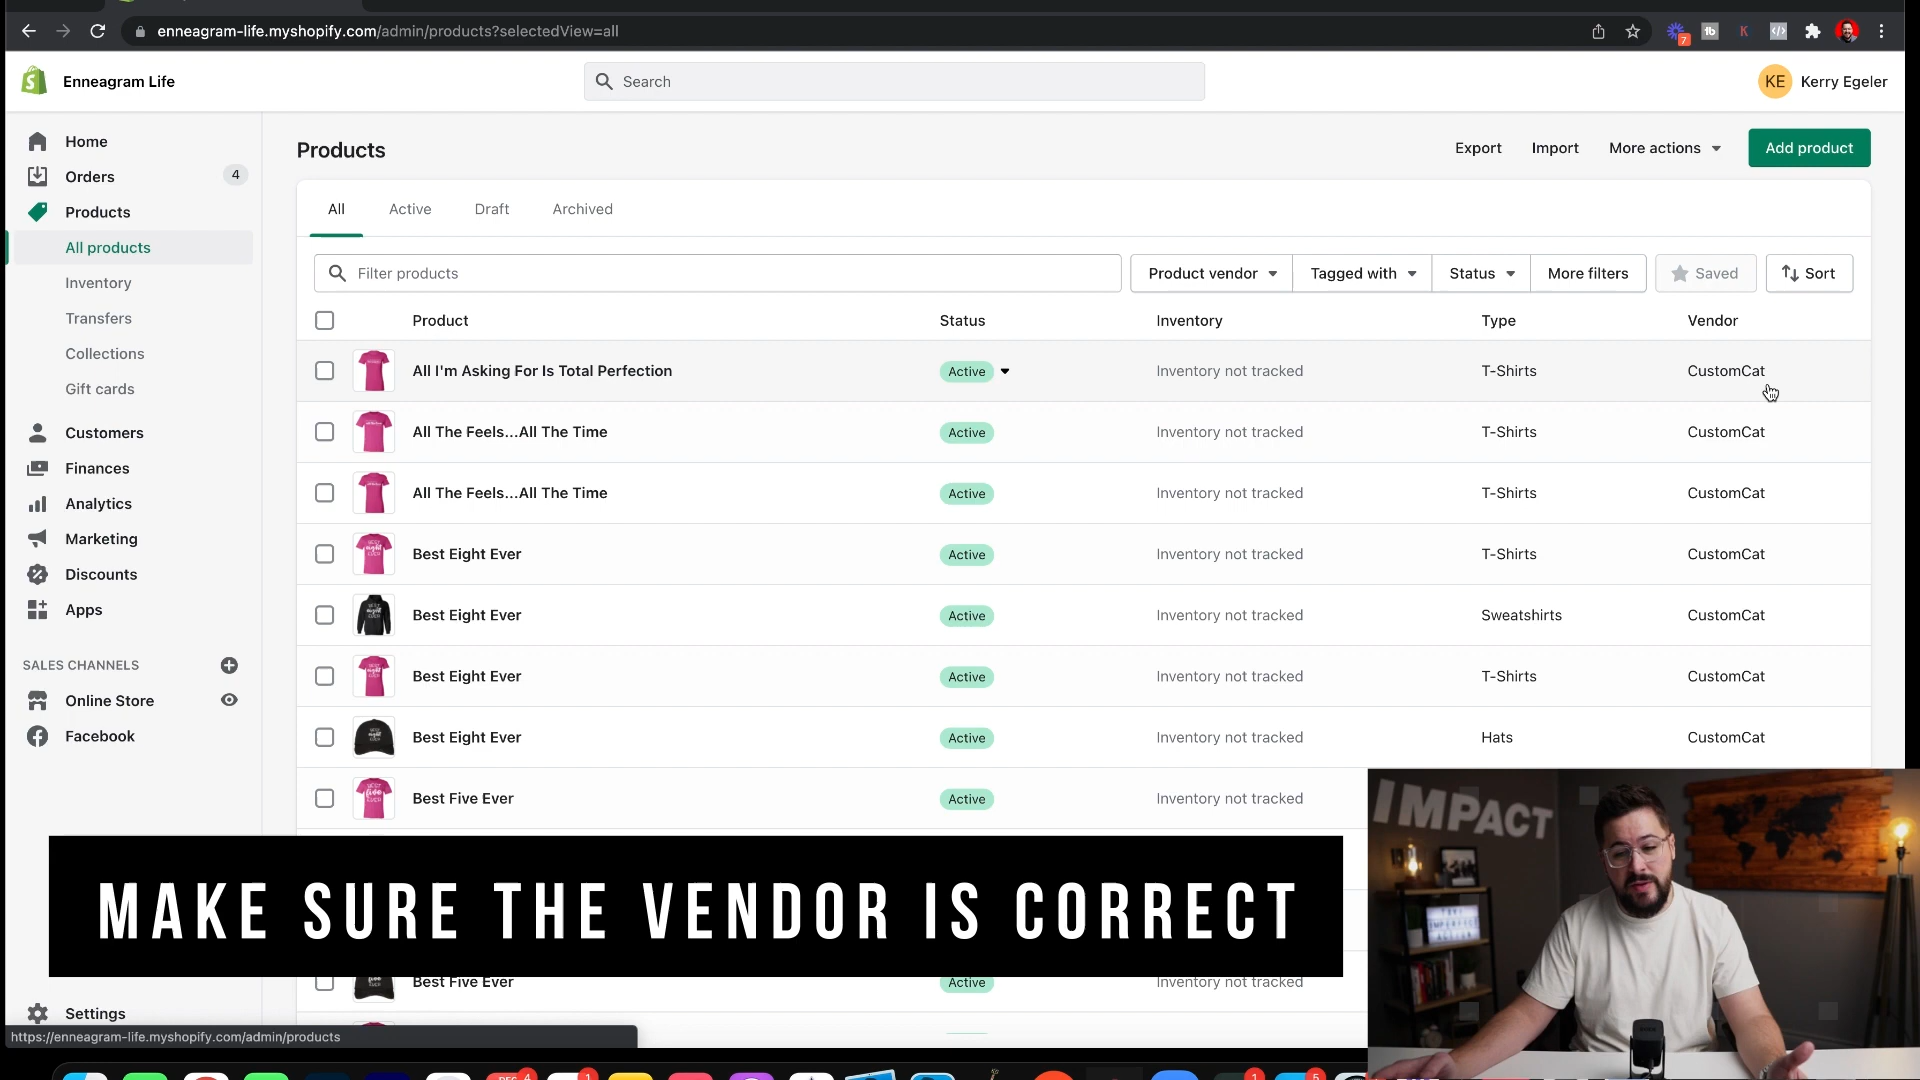 enneagram-life.myshopify.com/admin/products?selectedView=all
7
Enneagram Life
Search
KE Kerry Egeler
Home
Orders 4
Products
All products
Inventory
Transfers
Collections
Gift cards
Customers
Finances
Analytics
Marketing
Discounts
Apps
SALES CHANNELS
Online Store
Facebook
Settings
Products
Export Import More actions Add product
All Active Draft Archived
Filter products Product vendor Tagged with Status More filters Saved Sort
Product Status Inventory Type Vendor
All I'm Asking For Is Total Perfection Active Inventory not tracked T-Shirts CustomCat
All The Feels...All The Time Active Inventory not tracked T-Shirts CustomCat
All The Feels...All The Time Active Inventory not tracked T-Shirts CustomCat
Best Eight Ever Active Inventory not tracked T-Shirts CustomCat
Best Eight Ever Active Inventory not tracked Sweatshirts CustomCat
Best Eight Ever Active Inventory not tracked T-Shirts CustomCat
Best Eight Ever Active Inventory not tracked Hats CustomCat
Best Five Ever Active Inventory not tracked
MAKE SURE THE VENDOR IS CORRECT
Best Five Ever Active Inventory not tracked
https://enneagram-life.myshopify.com/admin/products
IMPACT